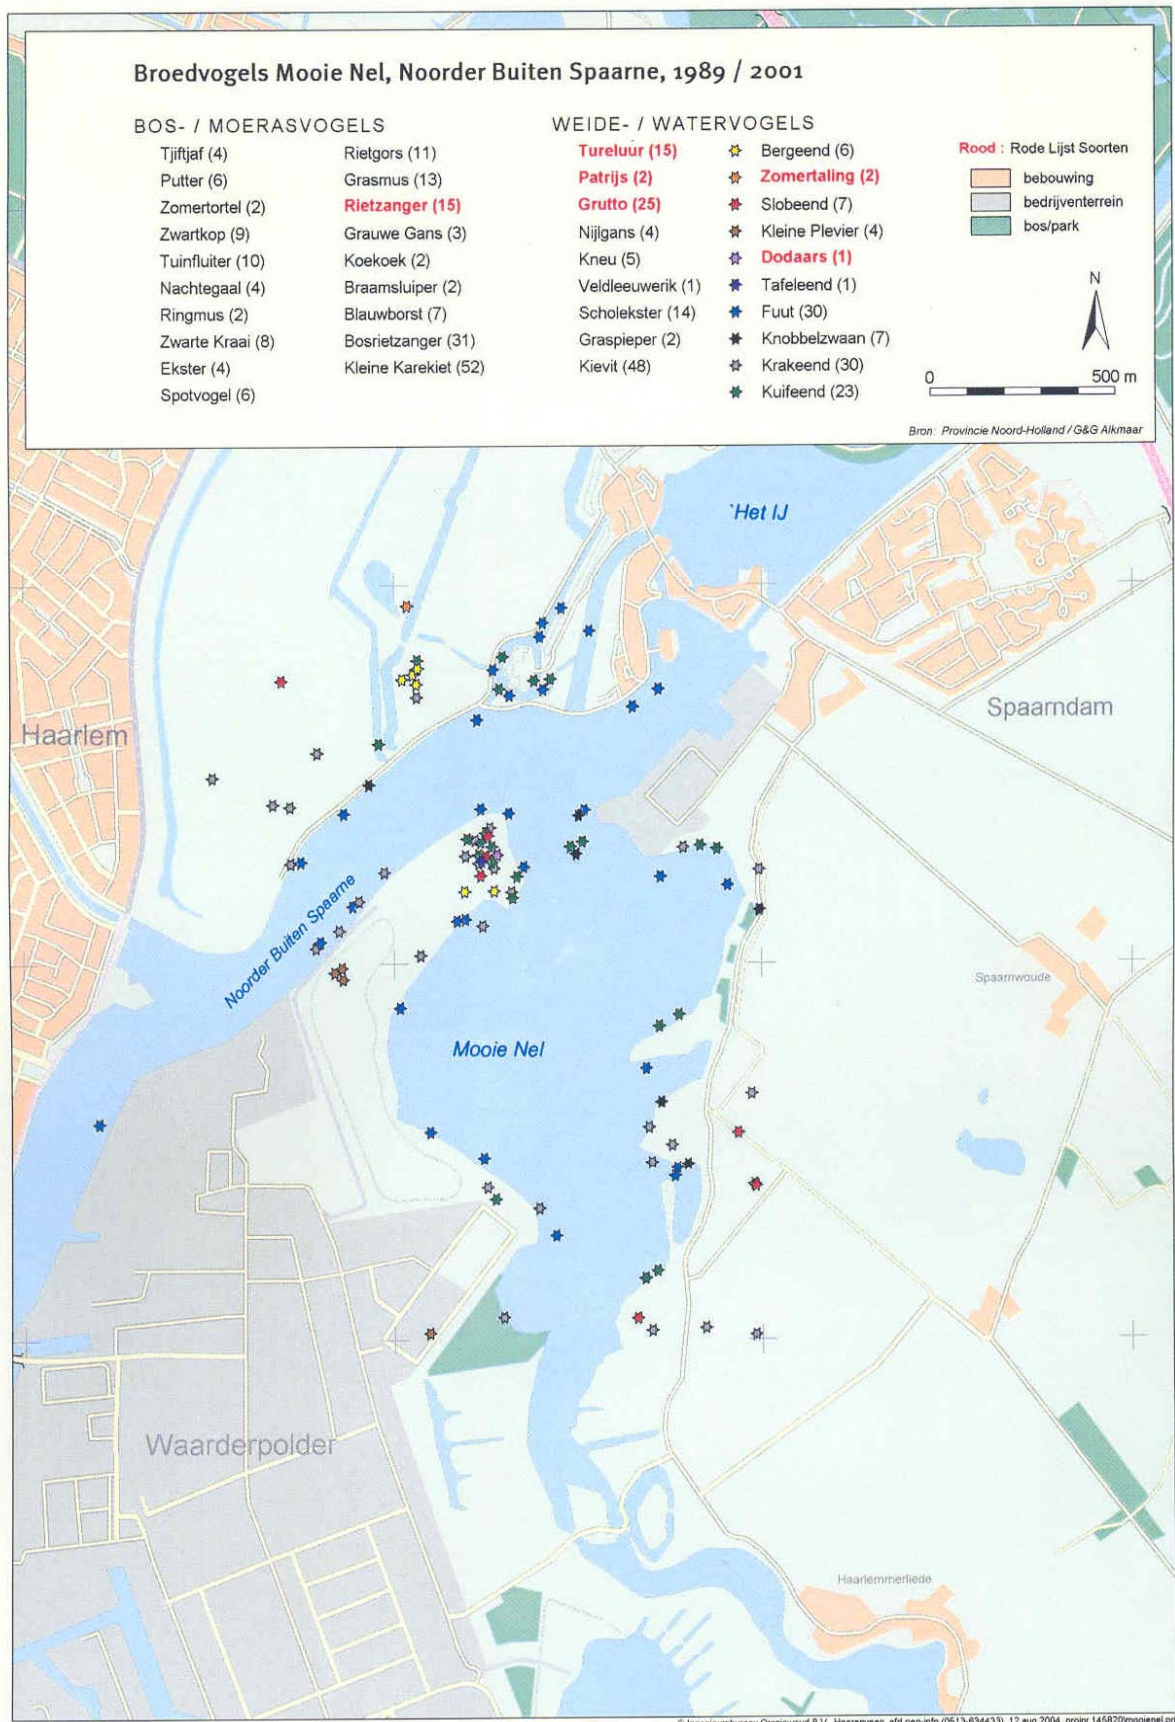 Broedvogels Mooie Nel, Noorder Buiten Spaarne, 1989 / 2001
BOS- / MOERASVOGELS
Tjiftjaf (4)
Putter (6)
Zomertortel (2)
Zwartkop (9)
Tuinfluiter (10)
Nachtegaal (4)
Ringmus (2)
Zwarte Kraai (8)
Ekster (4)
Spotvogel (6)
Rietgors (11)
Grasmus (13)
Rietzanger (15)
Grauwe Gans (3)
Koekoek (2)
Braamsluiper (2)
Blauwborst (7)
Bosrietzanger (31)
Kleine Karekiet (52)
WEIDE- / WATERVOGELS
Tureluur (15)
Patrijs (2)
Grutto (25)
Nijlgans (4)
Kneu (5)
Veldleeuwerik (1)
Scholekster (14)
Graspieper (2)
Kievit (48)
Bergeend (6)
Zomertaling (2)
Slobeend (7)
Kleine Plevier (4)
Dodaars (1)
Tafeleend (1)
Fuut (30)
Knobbelzwaan (7)
Krakeend (30)
Kuifeend (23)
Rood : Rode Lijst Soorten
bebouwing
bedrijventerrein
bos/park
N
0 500 m
Bron: Provincie Noord-Holland / G&G Alkmaar
`Het IJ
Spaarndam
Haarlem
Noorder Buiten Spaarne
Spaarnwoude
Mooie Nel
Waarderpolder
Haarlemmerliede